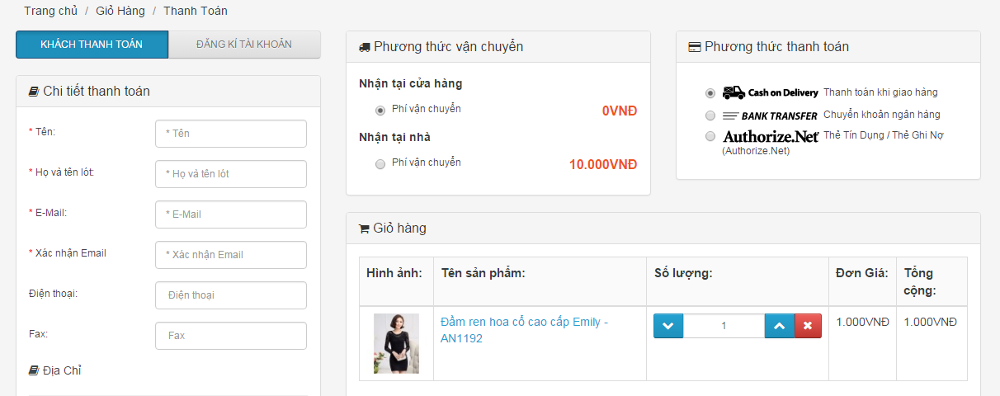 Trang chủ / Giỏ Hàng / Thanh Toán
KHÁCH THANH TOÁN
ĐĂNG KÍ TÀI KHOẢN
Chi tiết thanh toán
* Tên:
* Tên
* Họ và tên lót:
* Họ và tên lót
* E-Mail:
* E-Mail
* Xác nhận Email
* Xác nhận Email
Điện thoại:
Điện thoại
Fax:
Fax
Địa Chỉ
Phương thức vận chuyển
Nhận tại cửa hàng
Phí vận chuyển 0VNĐ
Nhận tại nhà
Phí vận chuyển 10.000VNĐ
Phương thức thanh toán
Cash on Delivery Thanh toán khi giao hàng
BANK TRANSFER Chuyển khoản ngân hàng
Authorize.Net Thẻ Tín Dụng / Thẻ Ghi Nợ
(Authorize.Net)
Giỏ hàng
Hình ảnh: Tên sản phẩm: Số lượng: Đơn Giá: Tổng
cộng:
Đầm ren hoa cổ cao cấp Emily - 1 1.000VNĐ 1.000VNĐ
AN1192